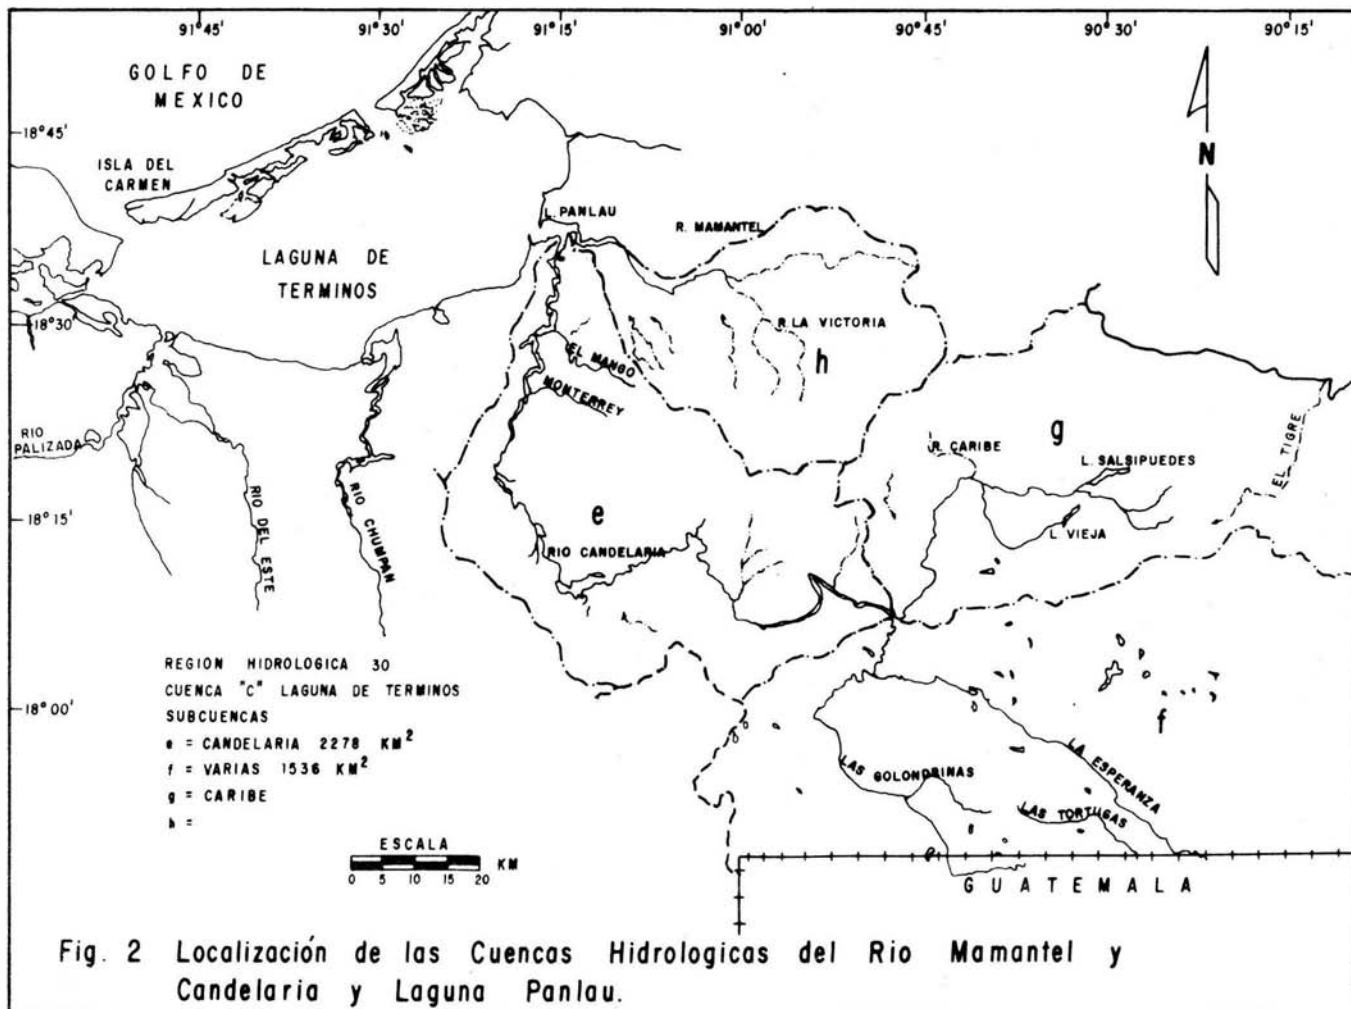 91°45' 91°30' 91°15' 91°00' 90°45' 90°30' 90°15'
GOLFO DE
MEXICO
18°45'
ISLA DEL
CARMEN
N
L. PANLAU
R. MAMANTEL
LAGUNA DE
TERMINOS
18°30'
R. LA VICTORIA
h
EL MANGO
MONTERREY
RIO
PALIZADA
g
R. CARIBE
L. SALSIPUEDES
EL TIGRE
RIO DEL ESTE
RIO CHUMPAN
18°15'
e
L. VIEJA
RIO CANDELARIA
REGION HIDROLOGICA 30
CUENCA "C" LAGUNA DE TERMINOS
SUBCUENCAS
e = CANDELARIA 2278 KM²
f = VARIAS 1536 KM²
g = CARIBE
h =
18°00'
f
LA ESPERANZA
LAS GOLONDRINAS
LAS TORTUGAS
ESCALA
KM
0 5 10 15 20
GUATEMALA
Fig. 2 Localización de las Cuencas Hidrologicas del Rio Mamantel y
Candelaria y Laguna Panlau.